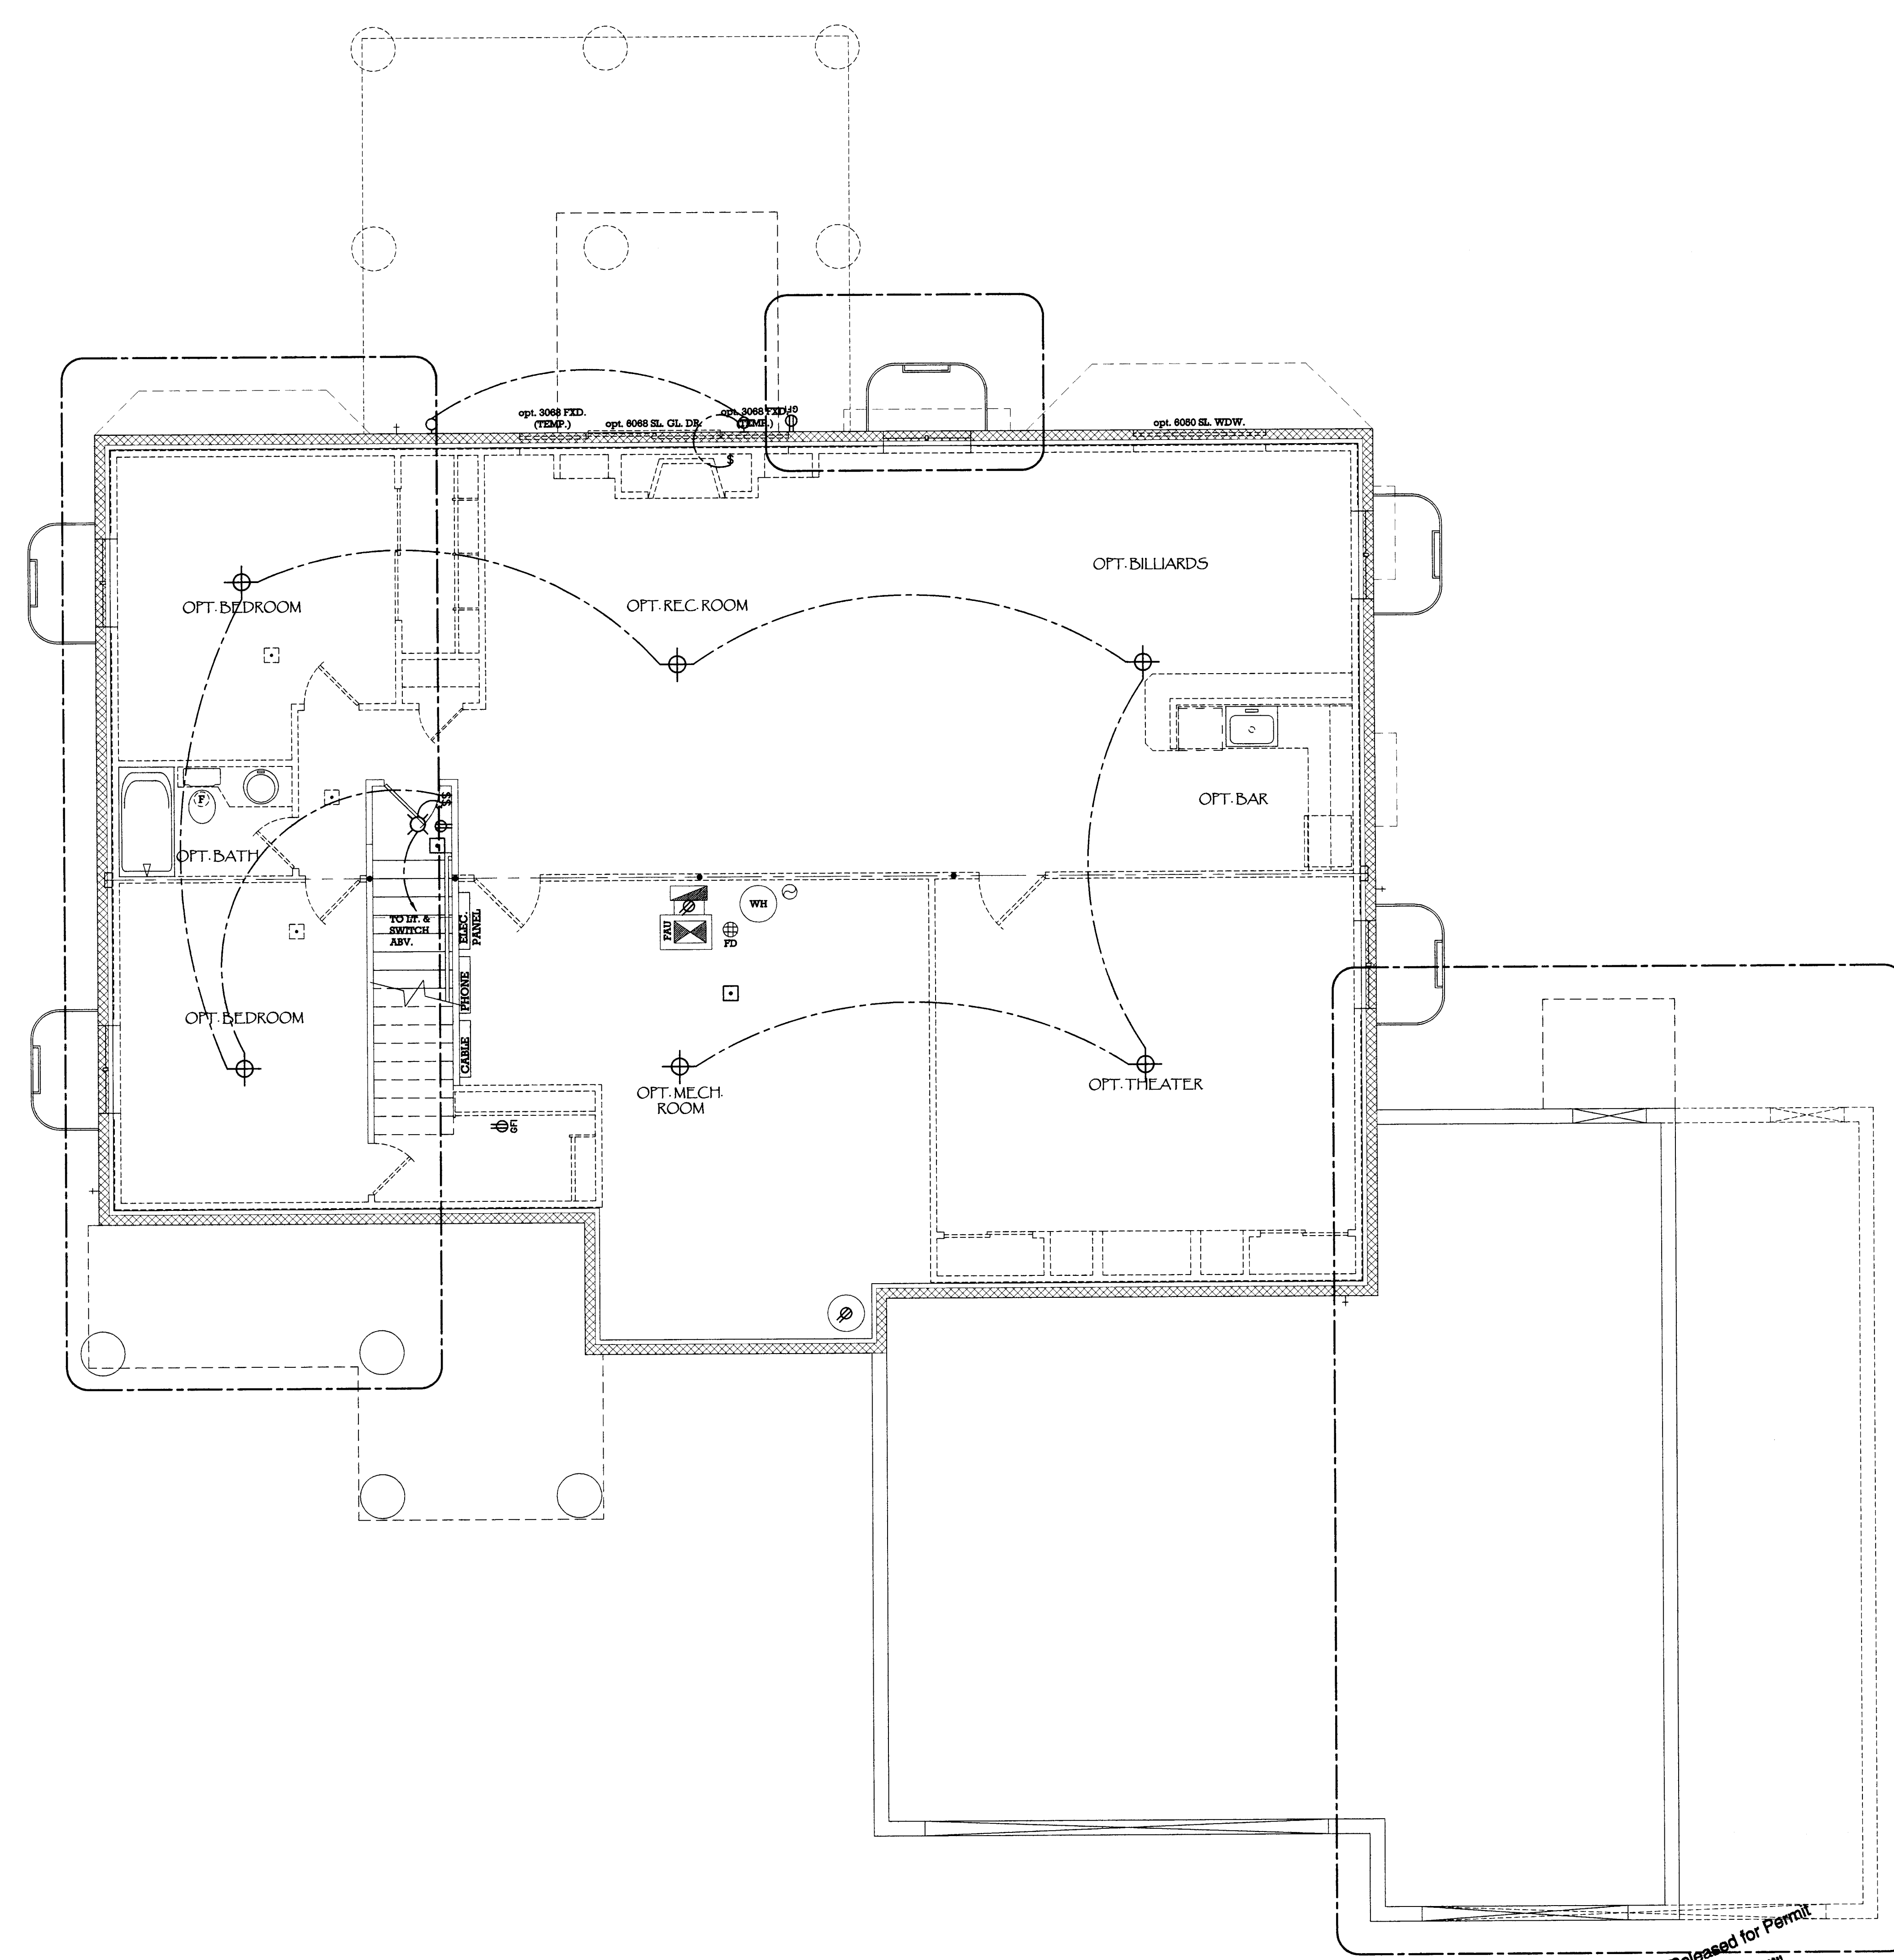 opt. 3068 FXD.
(TEMP.)
opt. 6068 SL. GL. DR.
opt. 3068 FXD.
(TEMP.)
GFI
opt. 6060 SL. WDW.
$
OPT. BILLIARDS
OPT. BEDROOM
OPT. REC. ROOM
F
$$
OPT. BAR
OPT. BATH
WH
TO LT. &
SWITCH
ABV.
ELEC.
PANEL
FAU
FD
PHONE
OPT. BEDROOM
CABLE
OPT. MECH.
ROOM
OPT. THEATER
GFI
Released for Permit